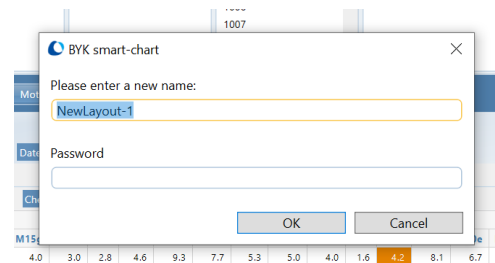 1007
BYK smart-chart
Please enter a new name:
Mot
NewLayout-1
Date
Password
OK Cancel
4.0 3.0 2.8 4.6 9.3 7.7 5.3 5.0 4.0 1.6 4.2 8.1 6.7